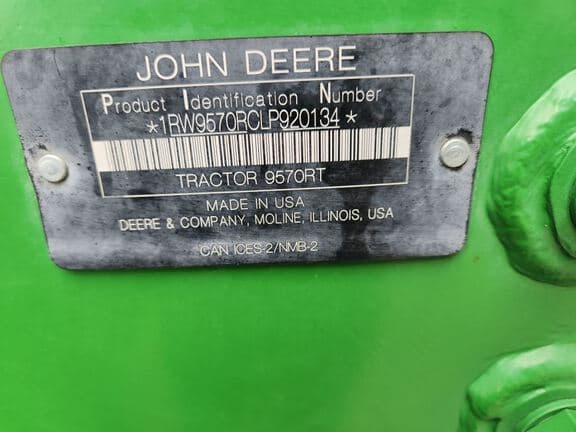 JOHN DEERE
Product Identification Number
*1RW9570RCLP920134*
TRACTOR 9570RT
MADE IN USA
DEERE & COMPANY, MOLINE, ILLINOIS, USA
CAN ICES-2/NMB-2